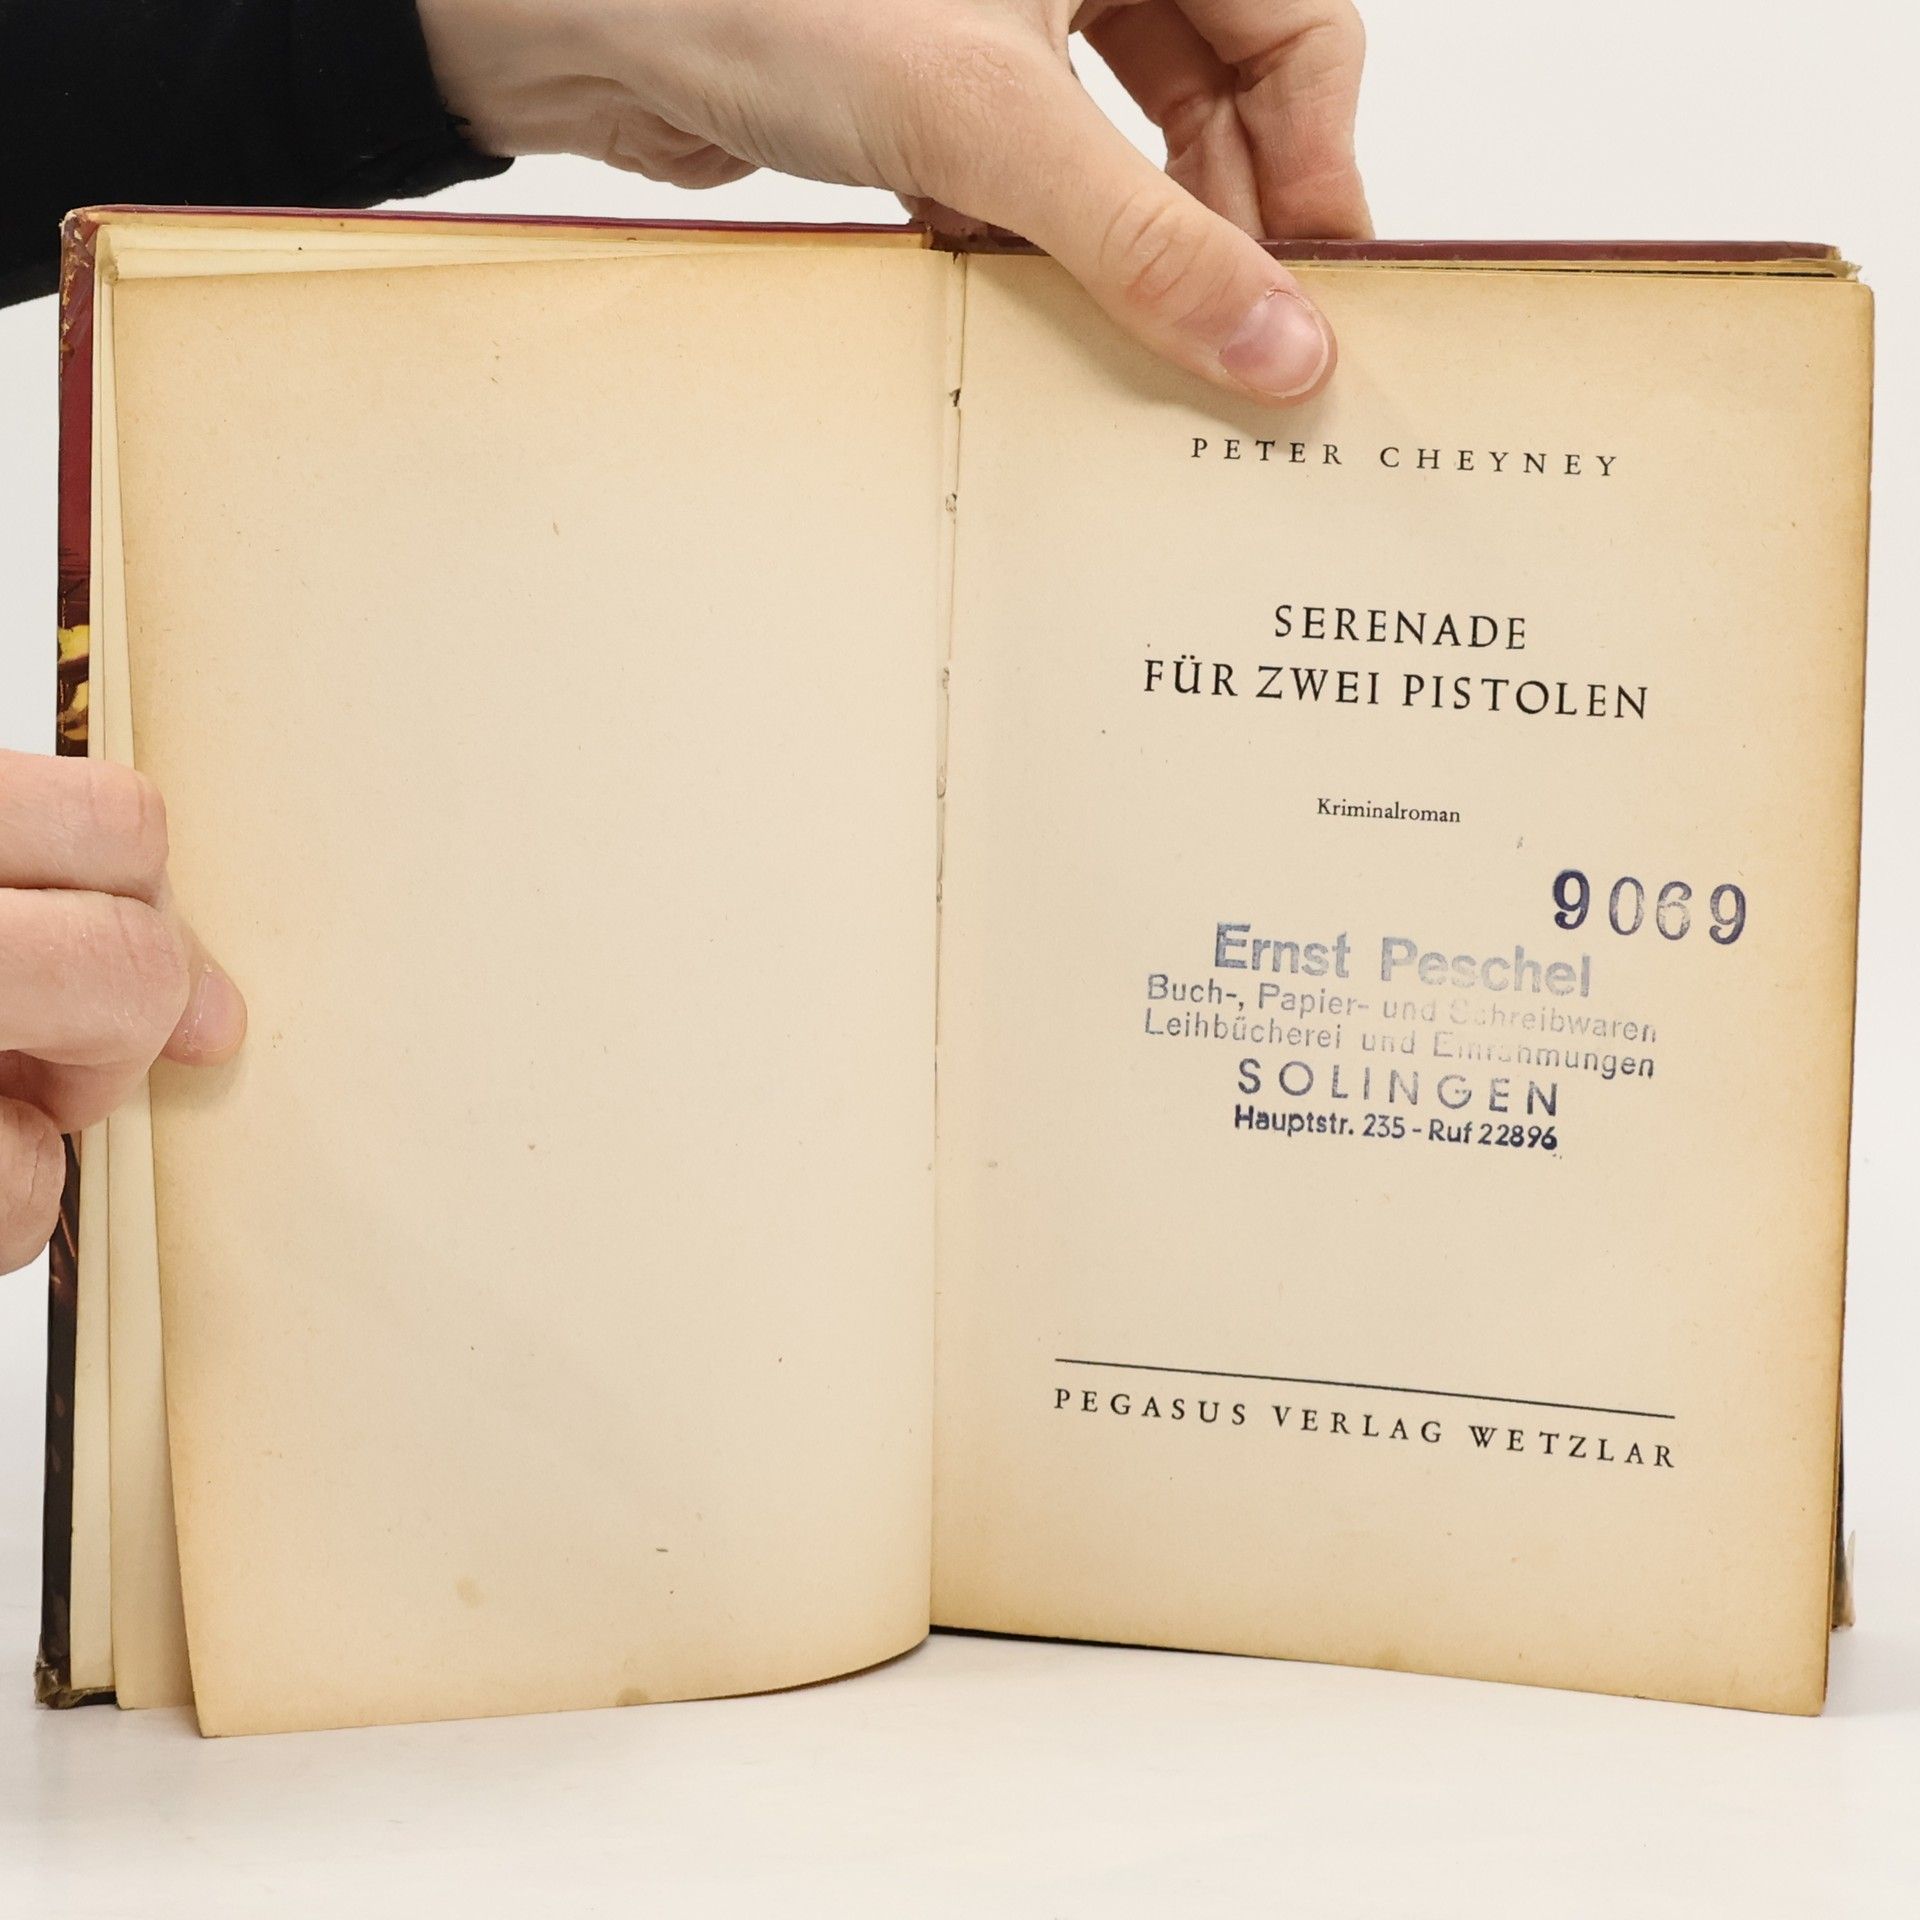 PETER CHEYNEY
SERENADE
FÜR ZWEI PISTOLEN
Kriminalroman
9069
Ernst Peschel
Buch-, Papier- und Schreibwaren
Leihbücherei und Einrahmungen
SOLINGEN
Hauptstr. 235 - Ruf 22896
PEGASUS VERLAG WETZLAR